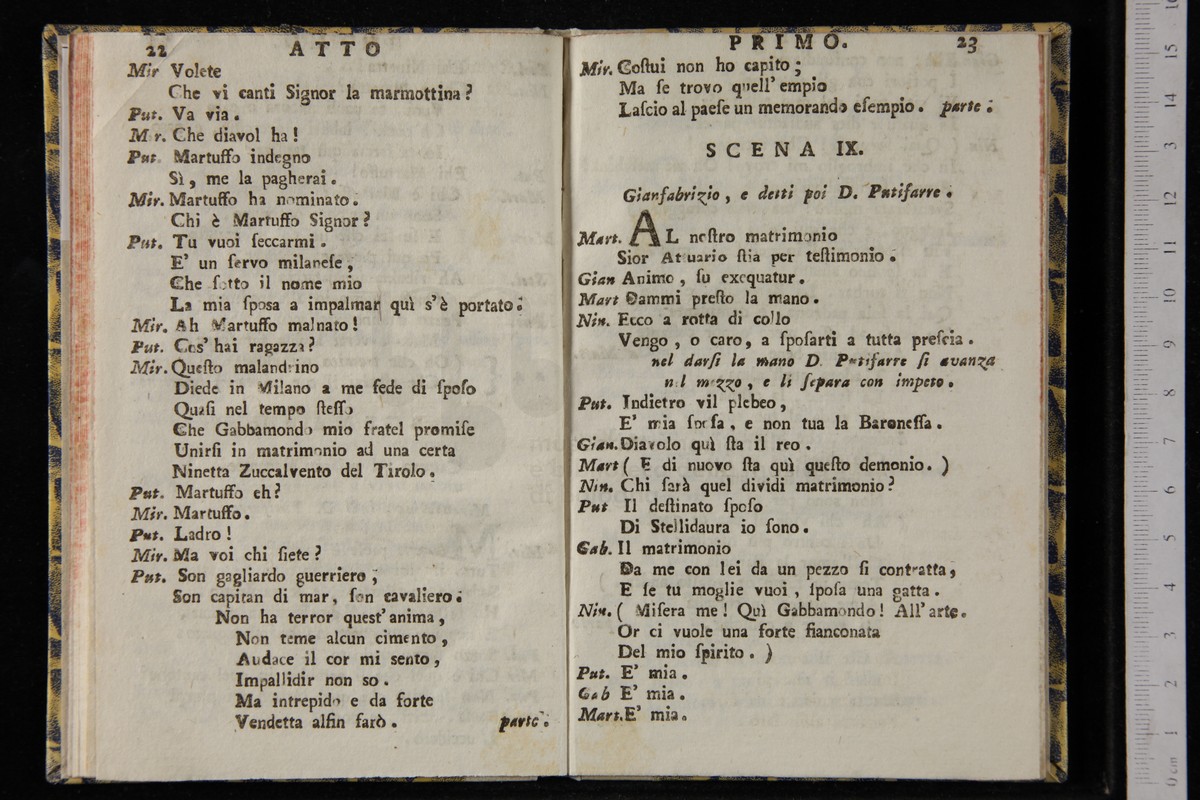 22 ATTO
Mir Volete
Che vi canti Signor la marmottina?
Put. Va via.
Mir. Che diavol ha!
Put. Martuffo indegno
Sì, me la pagherai.
Mir. Martuffo ha nominato.
Chi è Martuffo Signor?
Put. Tu vuoi ſeccarmi.
E' un ſervo milaneſe,
Che ſotto il nome mio
La mia ſpoſa a impalmar quì s'è portato.
Mir. Ah Martuffo malnato!
Put. Cos' hai ragazza?
Mir. Queſto malandrino
Diede in Milano a me fede di ſpoſo
Quaſi nel tempo ſteſſo
Che Gabbamondo mio fratel promiſe
Unirſi in matrimonio ad una certa
Ninetta Zuccalvento del Tirolo.
Put. Martuffo eh?
Mir. Martuffo.
Put. Ladro!
Mir. Ma voi chi ſiete?
Put. Son gagliardo guerriero;
Son capitan di mar, ſon cavaliero.
Non ha terror queſt' anima,
Non teme alcun cimento,
Audace il cor mi sento,
Impallidir non so.
Ma intrepido e da forte
Vendetta alfin farò. parte.
PRIMO. 23
Mir. Coſtui non ho capito;
Ma ſe trovo quell' empio
Laſcio al paeſe un memorando eſempio. parte.
SCENA IX.
Gianfabrizio, e detti poi D. Putifarre.
Mart. AL noſtro matrimonio
Sior Attuario ſtia per teſtimonio.
Gian Animo, ſu exequatur.
Mart Dammi preſto la mano.
Nin. Ecco a rotta di collo
Vengo, o caro, a ſpoſarti a tutta preſcia.
nel darſi la mano D. Putifarre ſi avanza
nel mezzo, e li ſepara con impeto.
Put. Indietro vil plebeo,
E' mia ſpoſa, e non tua la Baroneſſa.
Gian. Diavolo quì ſta il reo.
Mart ( E di nuovo ſta quì queſto demonio. )
Nin. Chi ſarà quel dividi matrimonio?
Put Il deſtinato ſpoſo
Di Stellidaura io ſono.
Gab. Il matrimonio
Da me con lei da un pezzo ſi contratta,
E ſe tu moglie vuoi, ſpoſa una gatta.
Nin. ( Miſera me! Quì Gabbamondo! All' arte.
Or ci vuole una forte fianconata
Del mio ſpirito. )
Put. E' mia.
Gab E' mia.
Mart. E' mia.